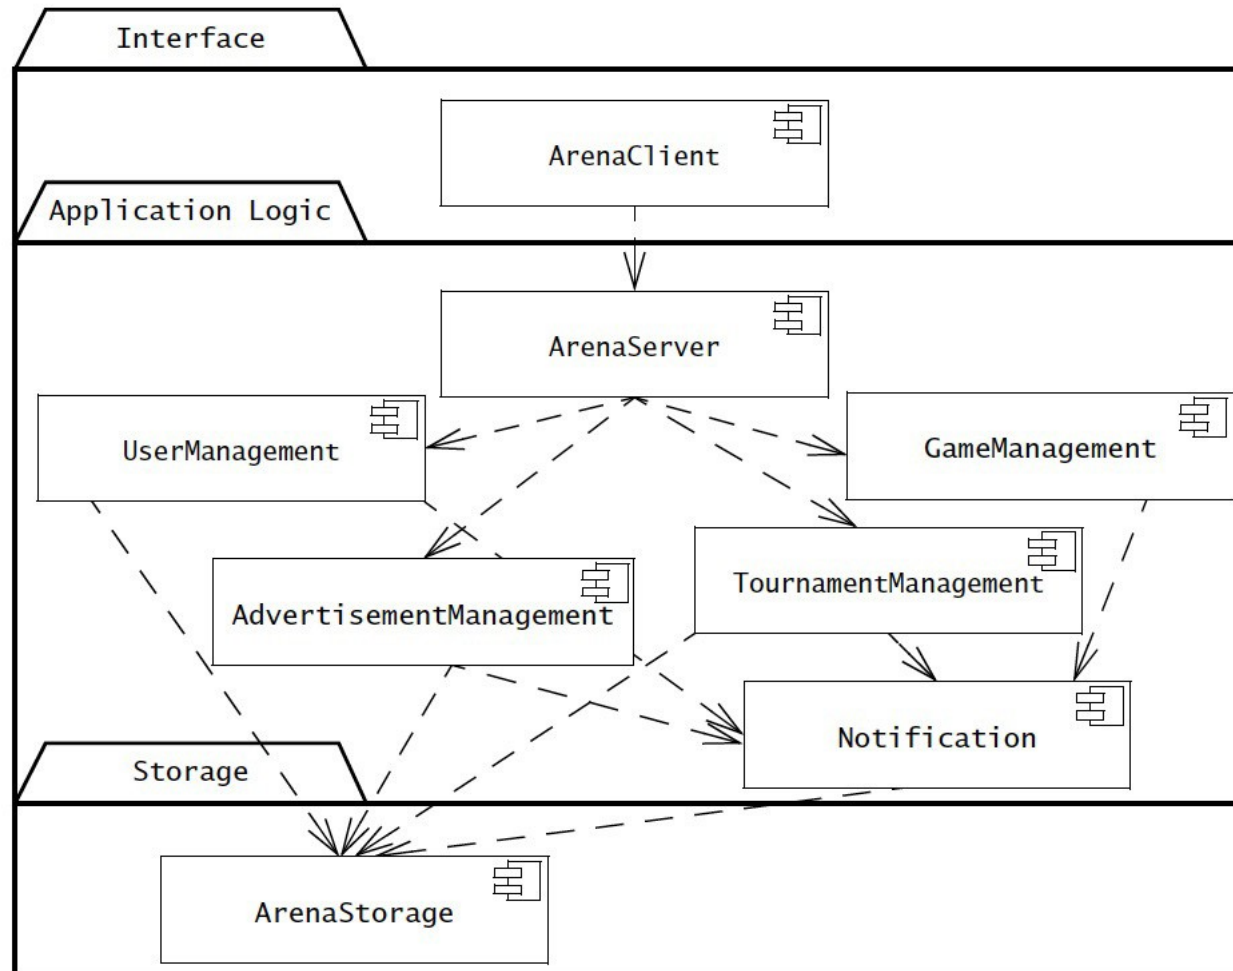 Interface
ArenaClient
Application Logic
ArenaServer
UserManagement
GameManagement
AdvertisementManagement
TournamentManagement
Notification
Storage
ArenaStorage